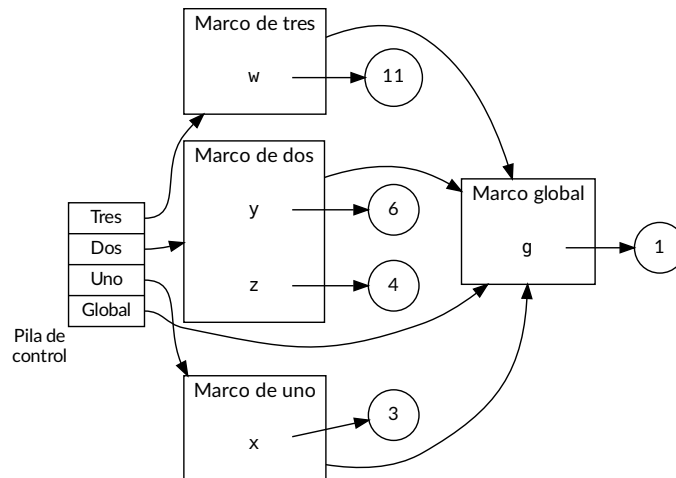 Marco de tres
w
11
Marco de dos
y
6
z
4
Marco global
g
1
Tres
Dos
Uno
Global
Pila de
control
Marco de uno
x
3